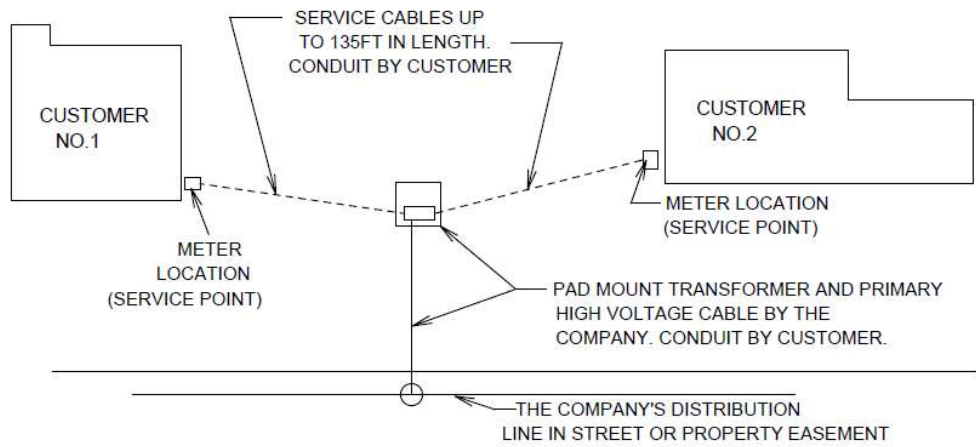 SERVICE CABLES UP
TO 135FT IN LENGTH.
CONDUIT BY CUSTOMER
CUSTOMER
NO.1
CUSTOMER
NO.2
METER
LOCATION
(SERVICE POINT)
METER LOCATION
(SERVICE POINT)
PAD MOUNT TRANSFORMER AND PRIMARY
HIGH VOLTAGE CABLE BY THE
COMPANY. CONDUIT BY CUSTOMER.
THE COMPANY'S DISTRIBUTION
LINE IN STREET OR PROPERTY EASEMENT